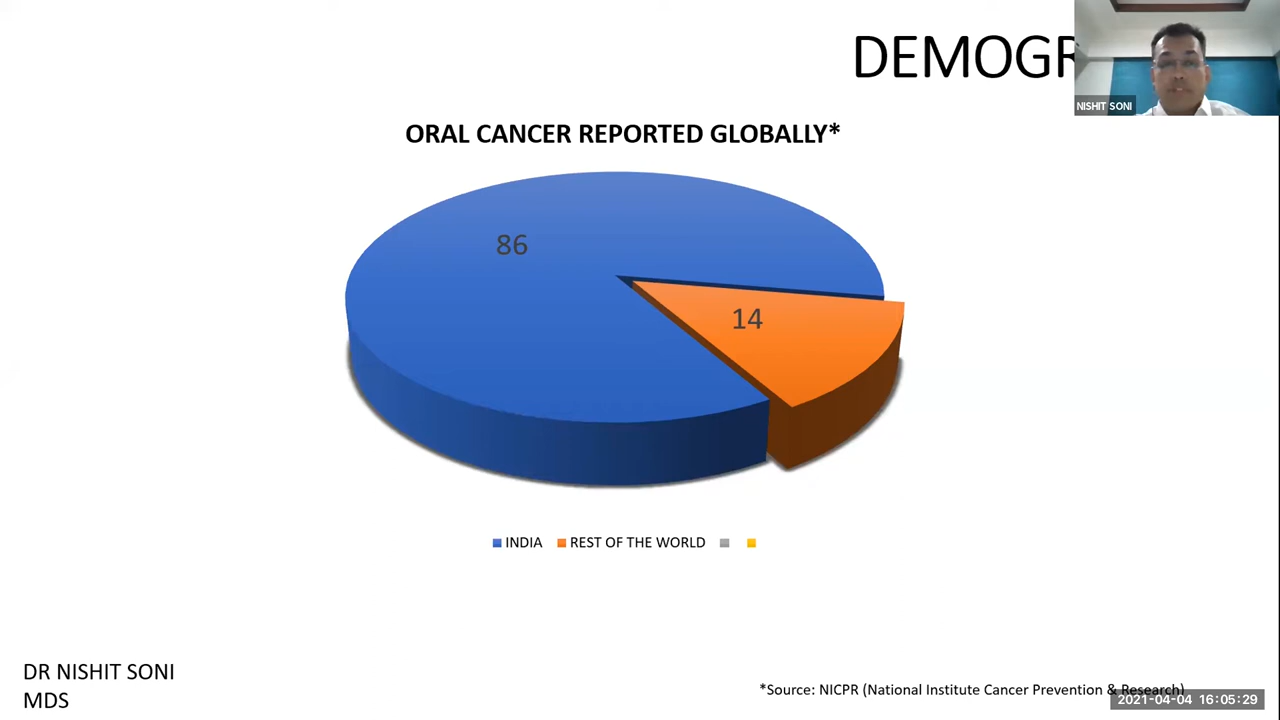 DEMOGR
NISHIT SONI
ORAL CANCER REPORTED GLOBALLY*
86
14
INDIA REST OF THE WORLD
DR NISHIT SONI
MDS
*Source: NICPR (National Institute Cancer Prevention & Research)
2021-04-04 16:05:29